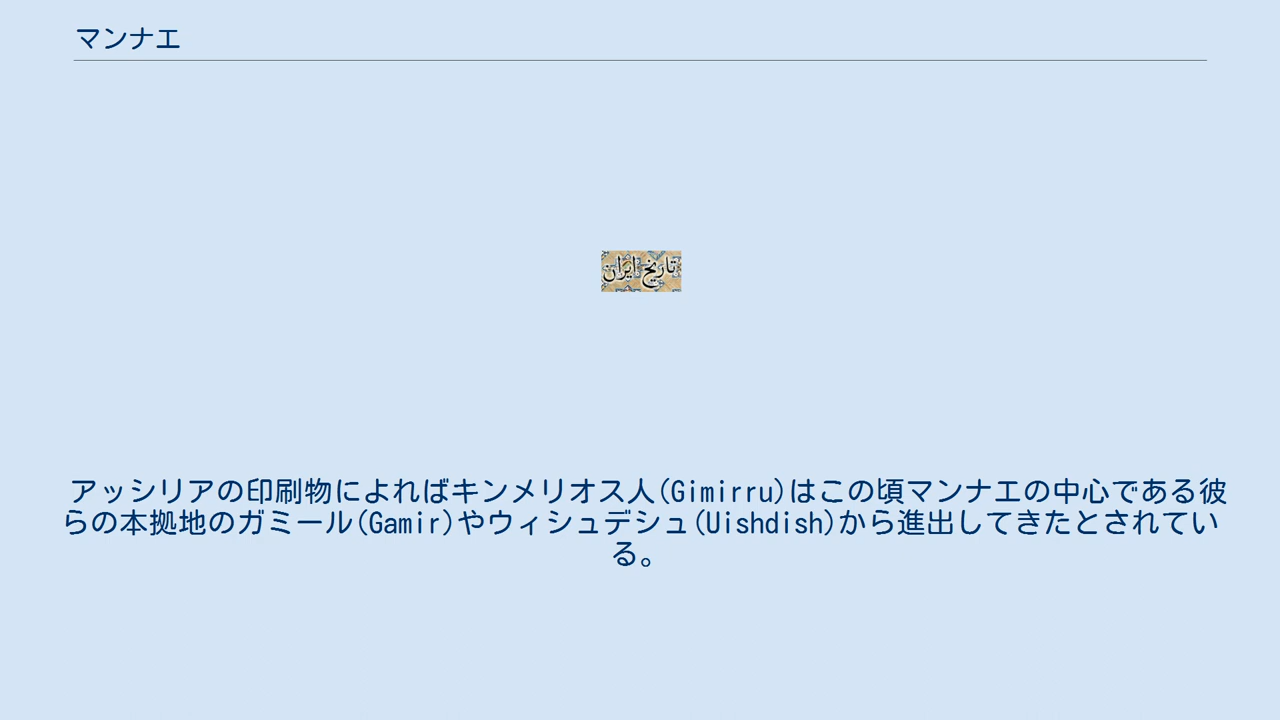 マンナエ
تاریخ ایران
アッシリアの印刷物によればキンメリオス人(Gimirru)はこの頃マンナエの中心である彼
らの本拠地のガミール(Gamir)やウィシュデシュ(Uishdish)から進出してきたとされてい
る。